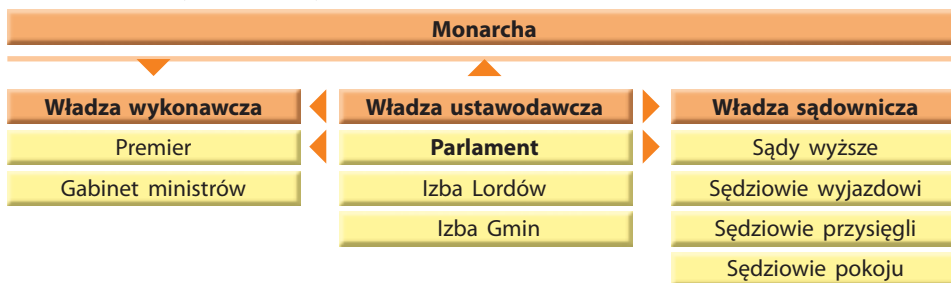 Monarcha
Władza wykonawcza
Premier
Gabinet ministrów
Władza ustawodawcza
Parlament
Izba Lordów
Izba Gmin
Władza sądownicza
Sądy wyższe
Sędziowie wyjazdowi
Sędziowie przysięgli
Sędziowie pokoju